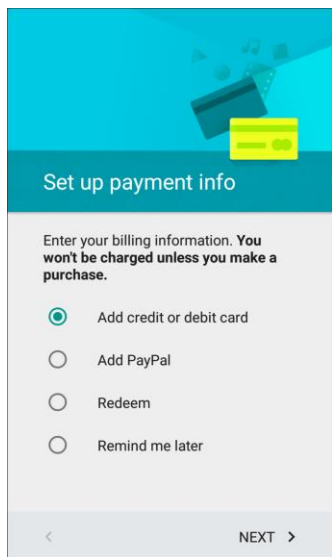 Set up payment info
Enter your billing information. You
won't be charged unless you make a
purchase.
Add credit or debit card
Add PayPal
Redeem
Remind me later
NEXT